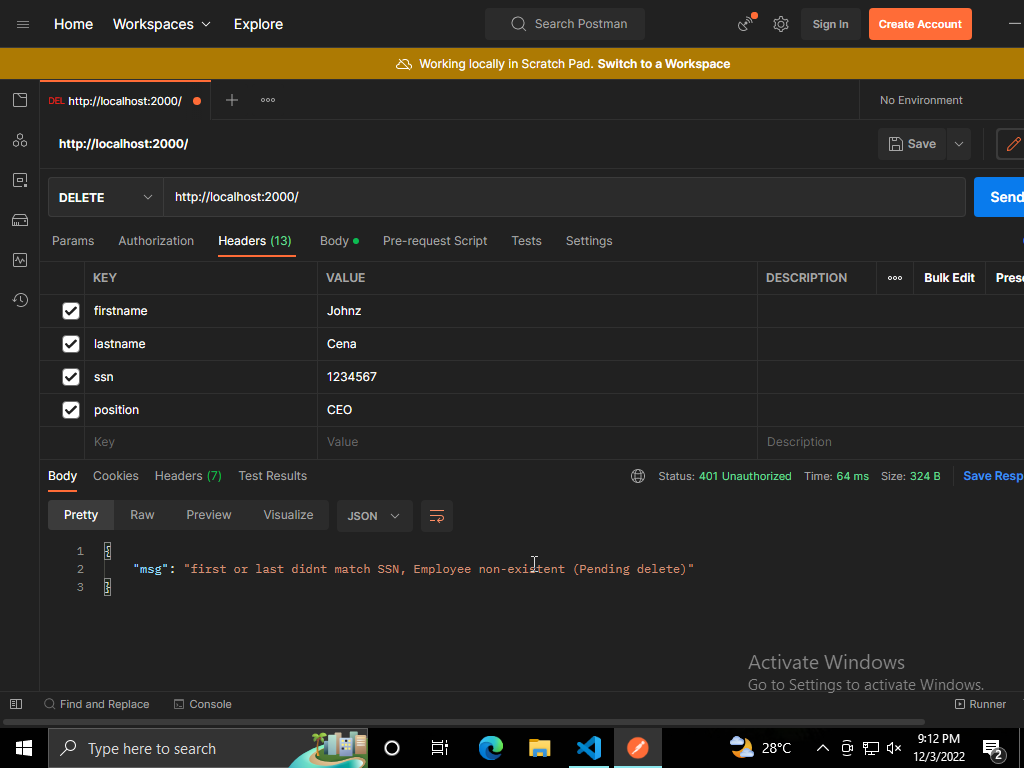 Home Workspaces Explore Search Postman Sign In Create Account
Working locally in Scratch Pad. Switch to a Workspace
DEL http://localhost:2000/ No Environment
http://localhost:2000/ Save
DELETE http://localhost:2000/ Send
Params Authorization Headers (13) Body Pre-request Script Tests Settings
KEY VALUE DESCRIPTION Bulk Edit Prese
firstname Johnz
lastname Cena
ssn 1234567
position CEO
Key Value Description
Body Cookies Headers (7) Test Results Status: 401 Unauthorized Time: 64 ms Size: 324 B Save Resp
Pretty Raw Preview Visualize JSON
1 {
2 "msg": "first or last didnt match SSN, Employee non-existent (Pending delete)"
3 }
Activate Windows
Go to Settings to activate Windows.
Find and Replace Console Runner
Type here to search 28°C 9:12 PM
12/3/2022 2